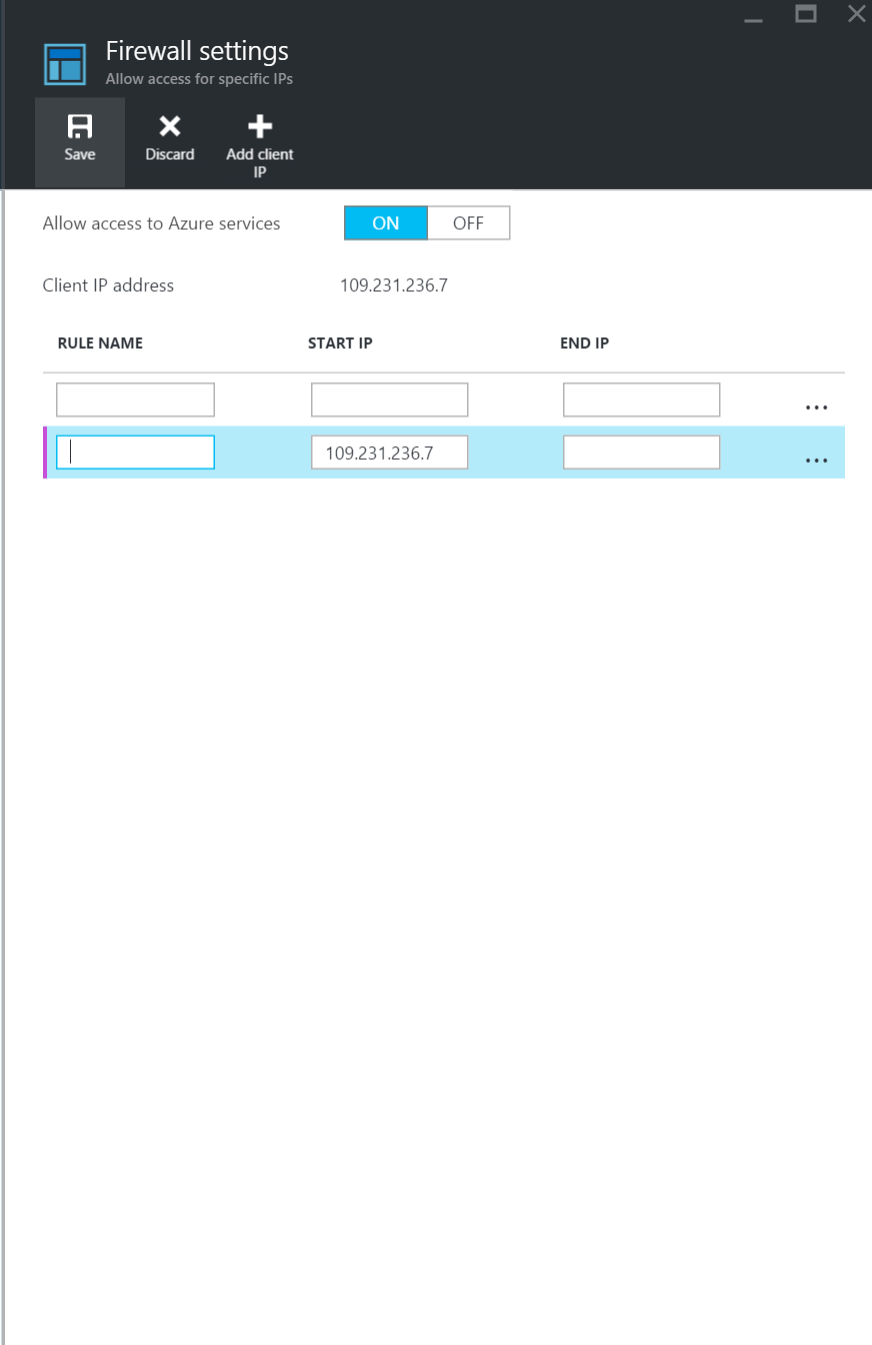 Firewall settings
Allow access for specific IPs
Save
Discard
Add client
IP
Allow access to Azure services
ON
OFF
Client IP address
109.231.236.7
RULE NAME
START IP
END IP
...
109.231.236.7
...